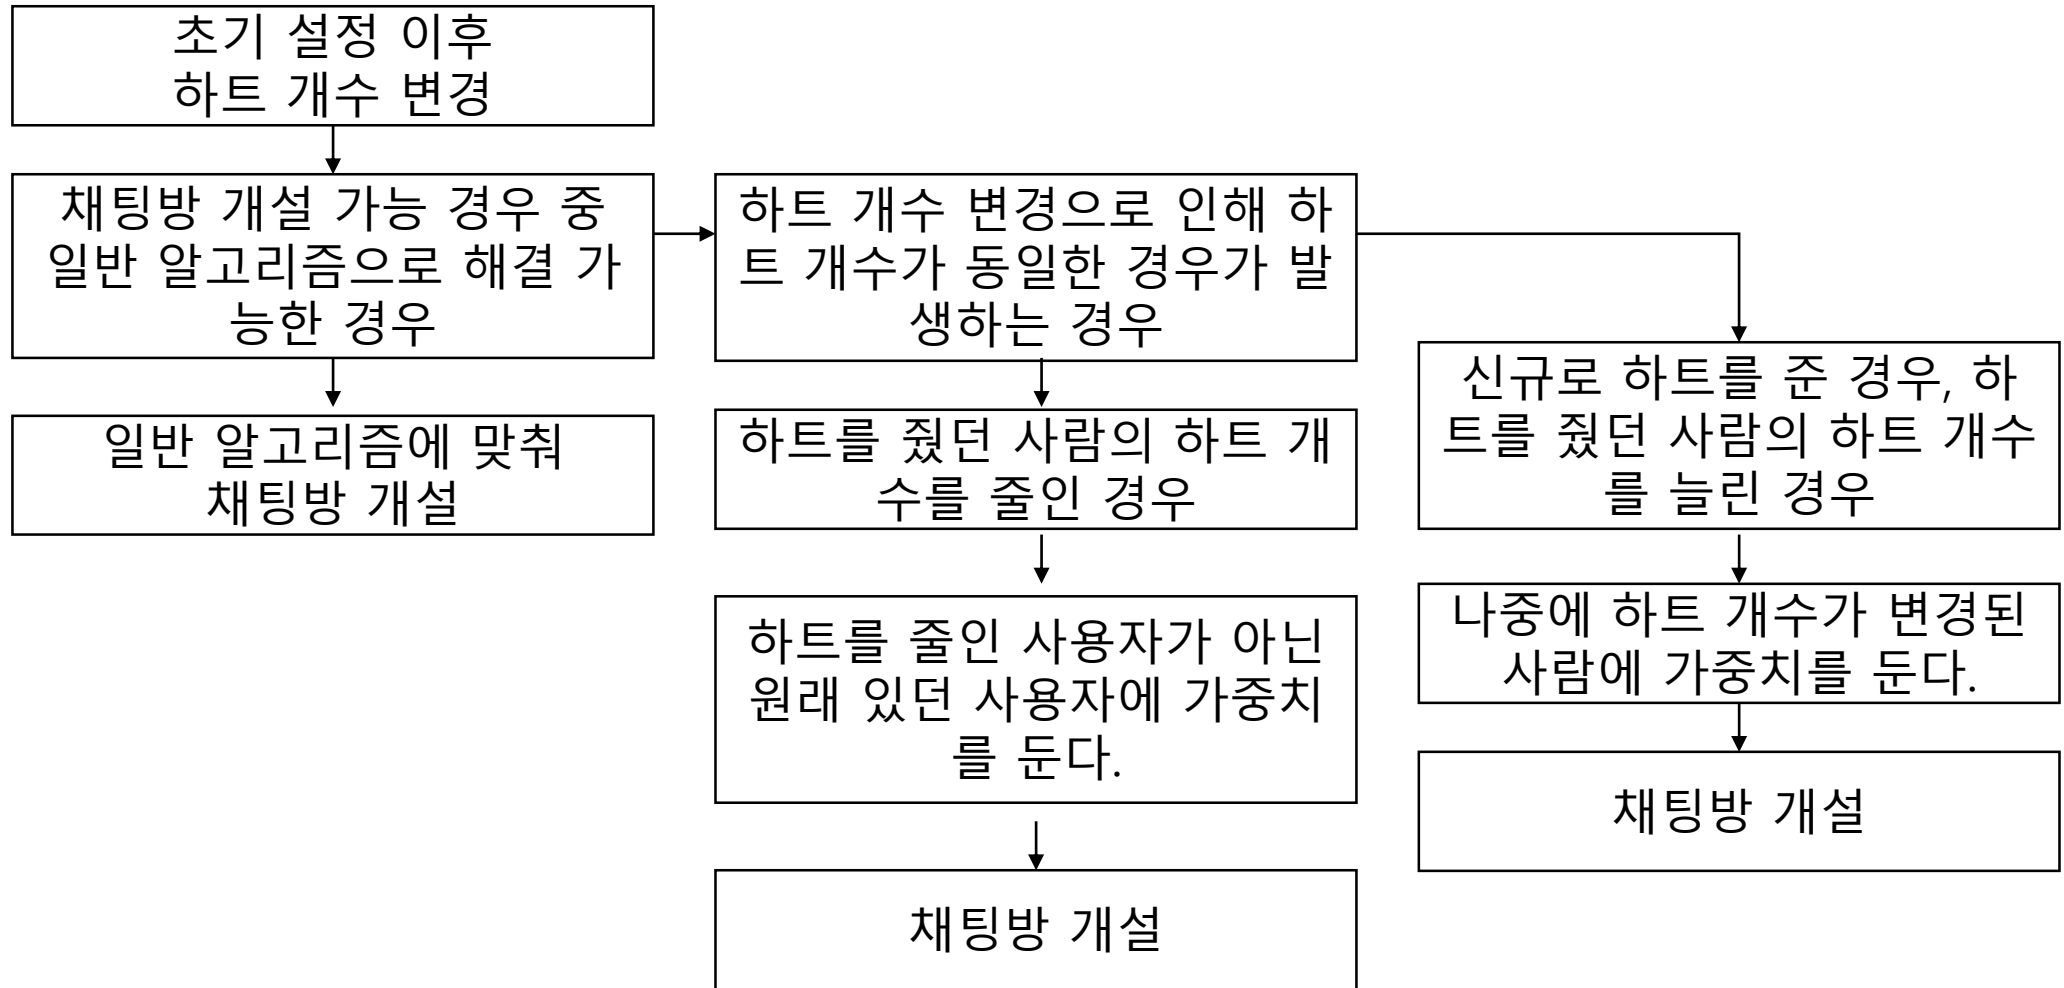 초기 설정 이후
하트 개수 변경
채팅방 개설 가능 경우 중
일반 알고리즘으로 해결 가
능한 경우
일반 알고리즘에 맞춰
채팅방 개설
하트 개수 변경으로 인해 하
트 개수가 동일한 경우가 발
생하는 경우
하트를 줬던 사람의 하트 개
수를 줄인 경우
하트를 줄인 사용자가 아닌
원래 있던 사용자에 가중치
를 둔다.
채팅방 개설
신규로 하트를 준 경우, 하
트를 줬던 사람의 하트 개수
를 늘린 경우
나중에 하트 개수가 변경된
사람에 가중치를 둔다.
채팅방 개설